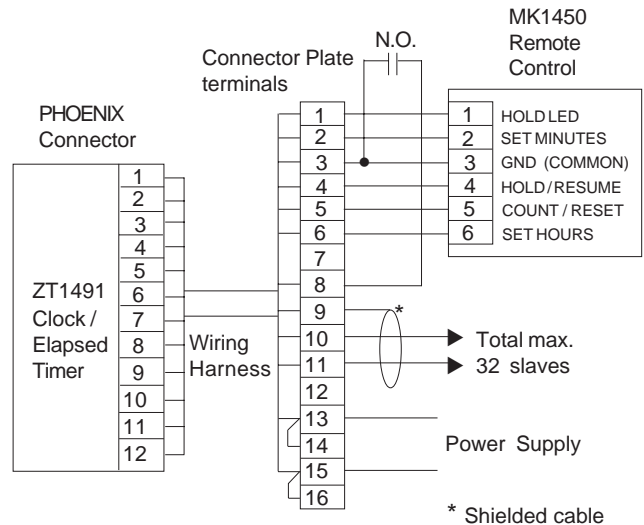 MK1450
Remote
Control
N.O.
Connector Plate
terminals
PHOENIX
Connector
1
2
3
4
5
6
7
8
9
10
11
12
ZT1491
Clock /
Elapsed
Timer
Wiring
Harness
1
2
3
4
5
6
7
8
9
10
11
12
13
14
15
16
1 HOLD LED
2 SET MINUTES
3 GND (COMMON)
4 HOLD / RESUME
5 COUNT / RESET
6 SET HOURS
*
Total max.
32 slaves
Power Supply
* Shielded cable